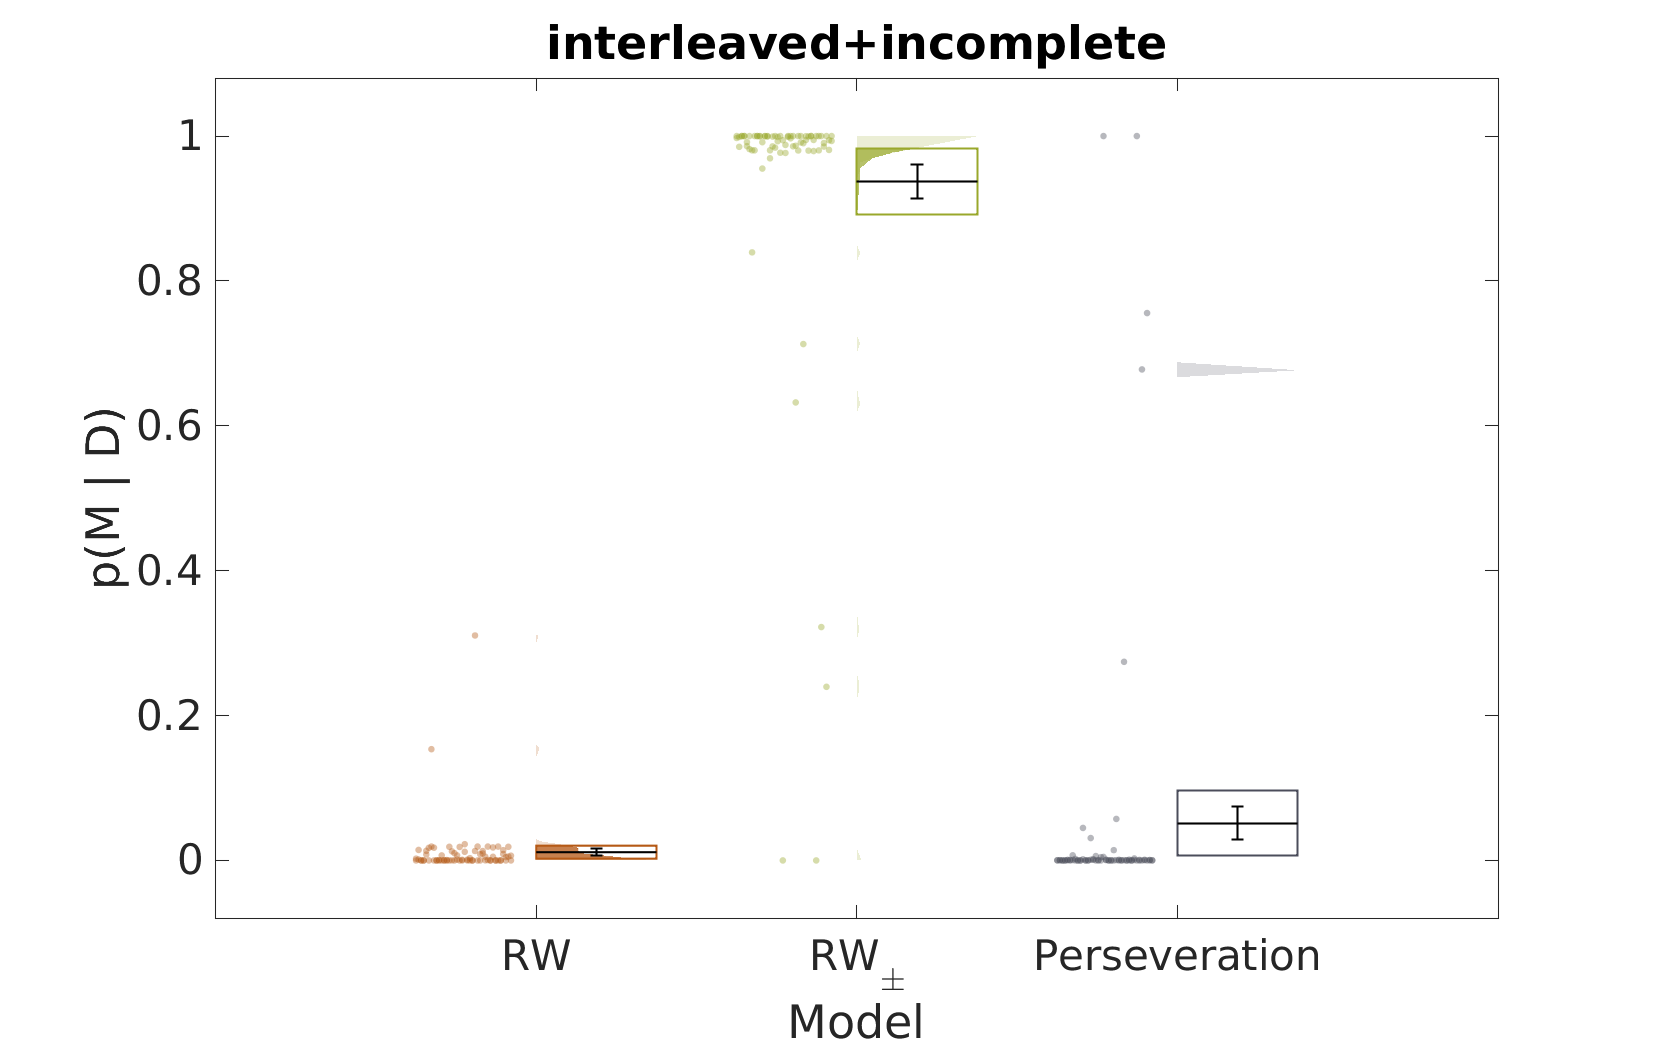 interleaved+incomplete
1
0.8
0.6
0.4
0.2
0
p(M | D)
RW
RW±
Perseveration
Model